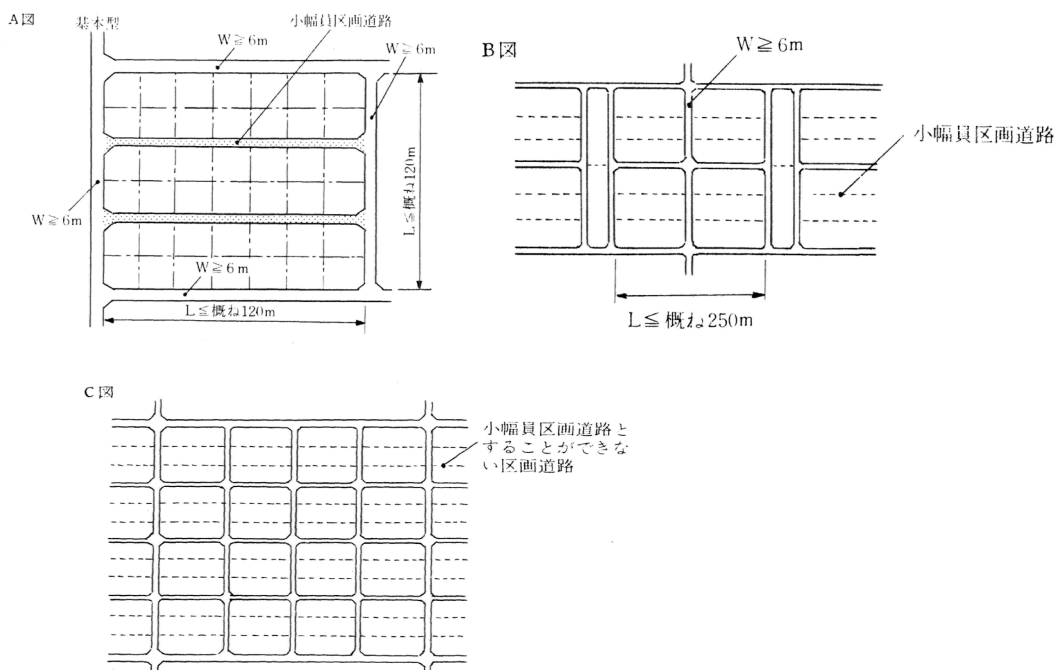 A図
基本型
小幅員区画道路
W≧6m
W≧6m
W≧6m
W≧6m
L≦概ね120m
L≦概ね120m
B図
W≧6m
小幅員区画道路
L≦概ね250m
C図
小幅員区画道路と
することができな
い区画道路